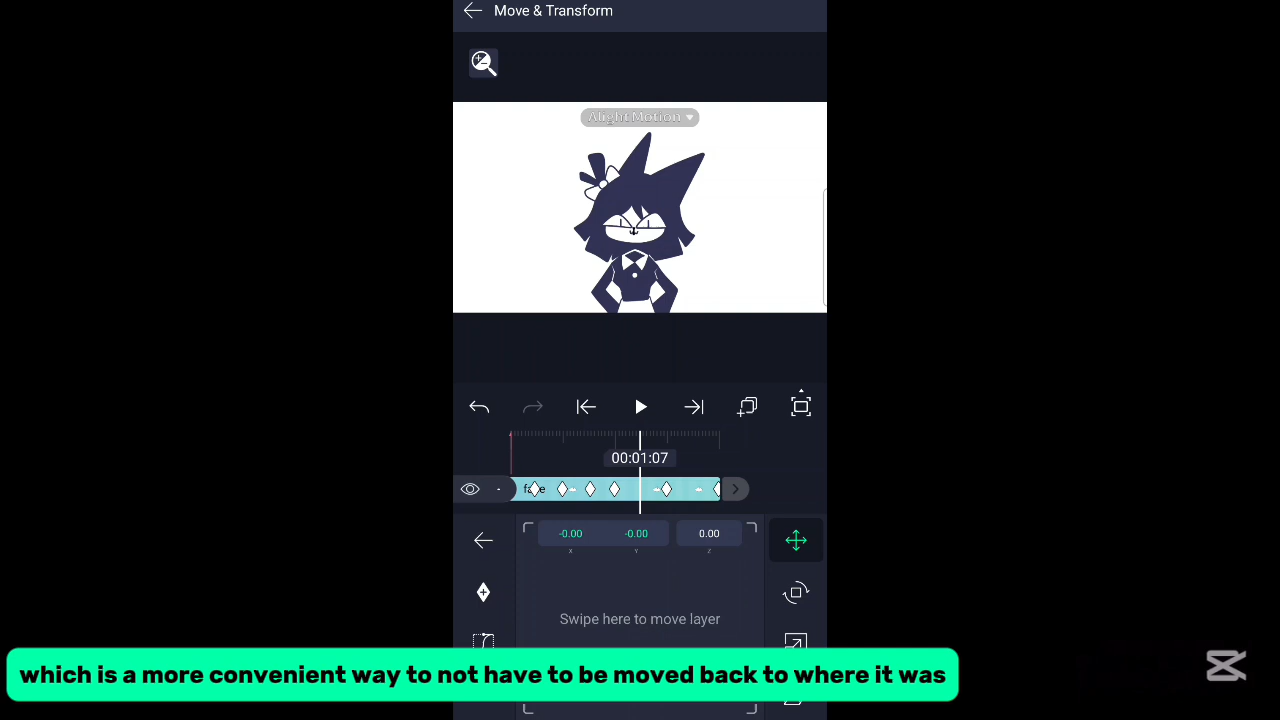 Move & Transform
Alight Motion
00:01:07
face
-0.00 -0.00 0.00
X Y Z
Swipe here to move layer
which is a more convenient way to not have to be moved back to where it was